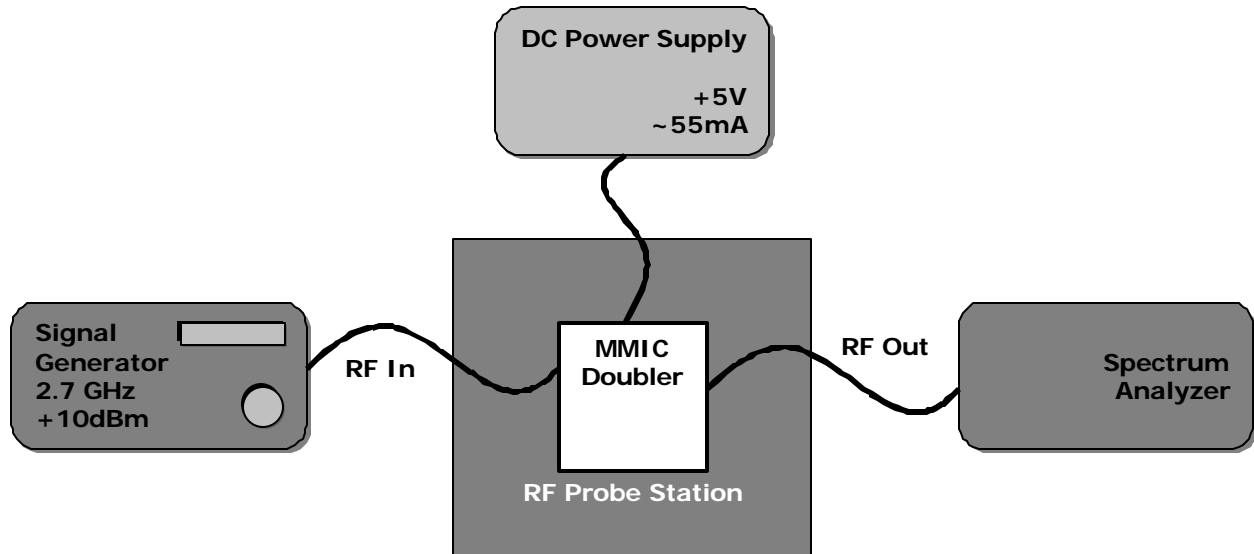 DC Power Supply
+5V
~55mA
Signal
Generator
2.7 GHz
+10dBm
RF In
MMIC
Doubler
RF Out
Spectrum
Analyzer
RF Probe Station